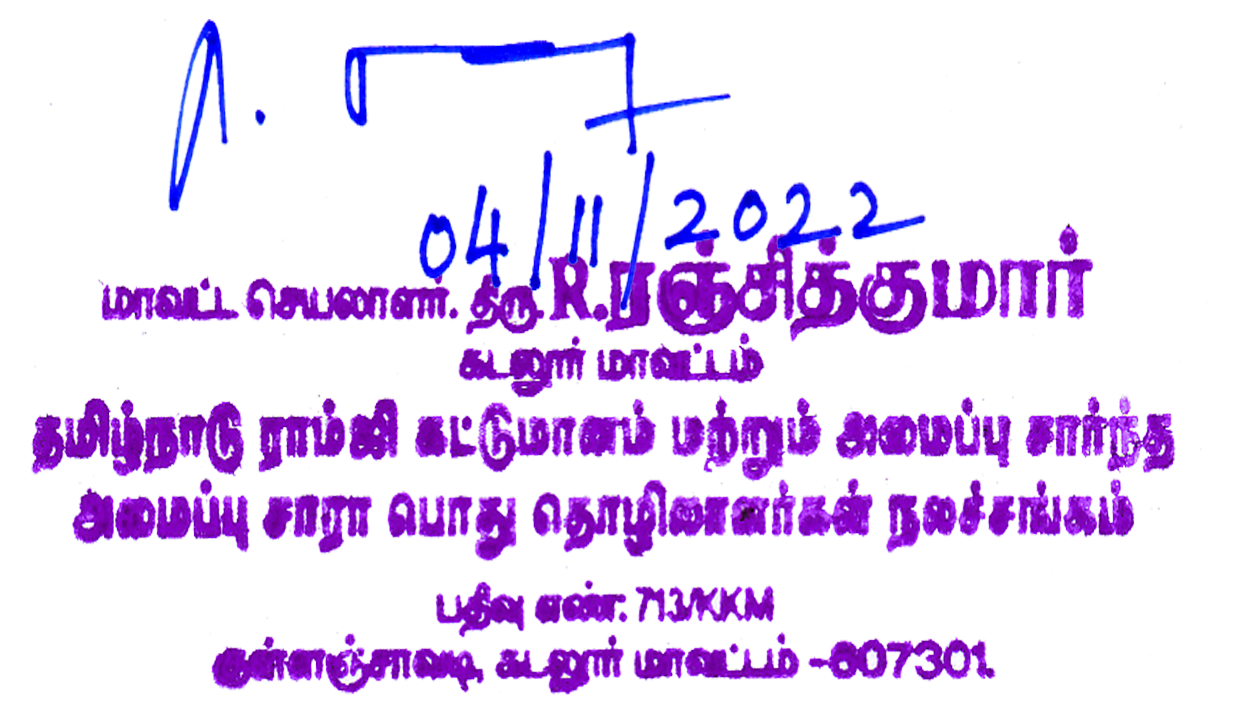 04/11/2022
மாவட்ட செயலாளர். திரு. R.ரஞ்சித்குமார்
கடலூர் மாவட்டம்
தமிழ்நாடு ராம்ஜி கட்டுமானம் மற்றும் அமைப்பு சார்ந்த
அமைப்பு சாரா பொது தொழிலாளர்கள் நலச்சங்கம்
பதிவு எண்: 713/KKM
குள்ளஞ்சாவடி, கடலூர் மாவட்டம் -607301.